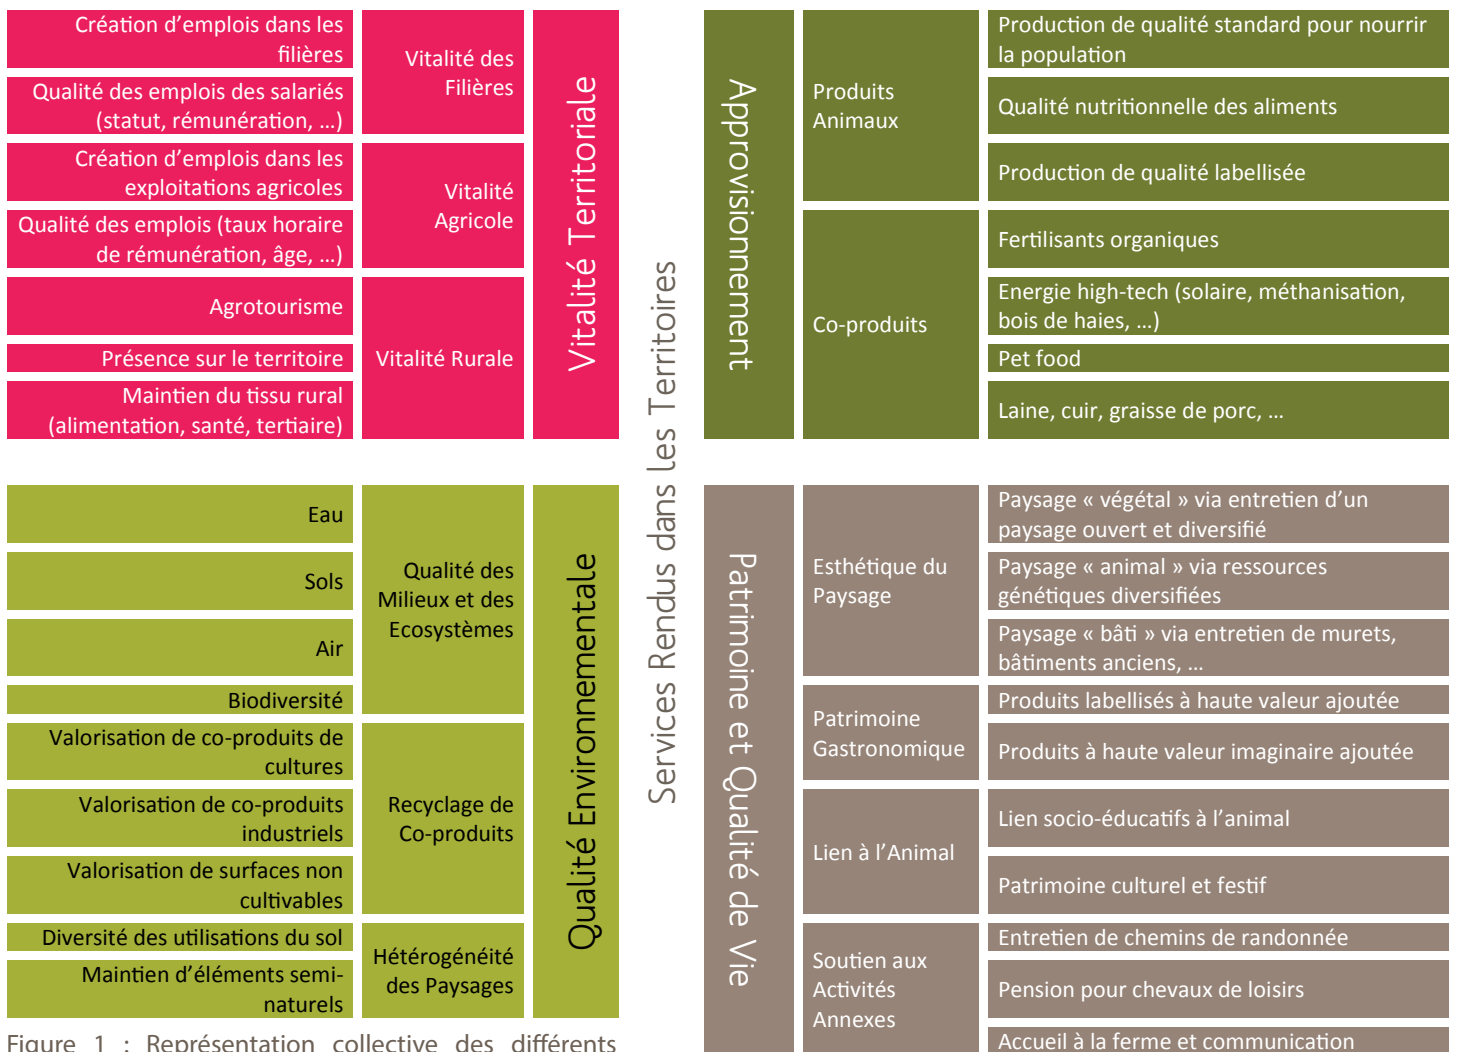 Création d’emplois dans les
filières
Qualité des emplois des salariés
(statut, rémunération, ...)
Création d’emplois dans les
exploitations agricoles
Qualité des emplois (taux horaire
de rémunération, âge, ...)
Agrotourisme
Présence sur le territoire
Maintien du tissu rural
(alimentation, santé, tertiaire)
Vitalité des
Filières
Vitalité
Agricole
Vitalité Rurale
Vitalité Territoriale
Eau
Sols
Air
Biodiversité
Valorisation de co-produits de
cultures
Valorisation de co-produits
industriels
Valorisation de surfaces non
cultivables
Diversité des utilisations du sol
Maintien d’éléments semi-
naturels
Qualité des
Milieux et des
Ecosystèmes
Recyclage de
Co-produits
Hétérogénéité
des Paysages
Qualité Environnementale
Services Rendus dans les Territoires
Approvisionnement
Produits
Animaux
Co-produits
Production de qualité standard pour nourrir
la population
Qualité nutritionnelle des aliments
Production de qualité labellisée
Fertilisants organiques
Energie high-tech (solaire, méthanisation,
bois de haies, ...)
Pet food
Laine, cuir, graisse de porc, ...
Patrimoine et Qualité de Vie
Esthétique du
Paysage
Patrimoine
Gastronomique
Lien à l’Animal
Soutien aux
Activités
Annexes
Paysage « végétal » via entretien d’un
paysage ouvert et diversifié
Paysage « animal » via ressources
génétiques diversifiées
Paysage « bâti » via entretien de murets,
bâtiments anciens, ...
Produits labellisés à haute valeur ajoutée
Produits à haute valeur imaginaire ajoutée
Lien socio-éducatifs à l’animal
Patrimoine culturel et festif
Entretien de chemins de randonnée
Pension pour chevaux de loisirs
Accueil à la ferme et communication
Figure 1 : Représentation collective des différents